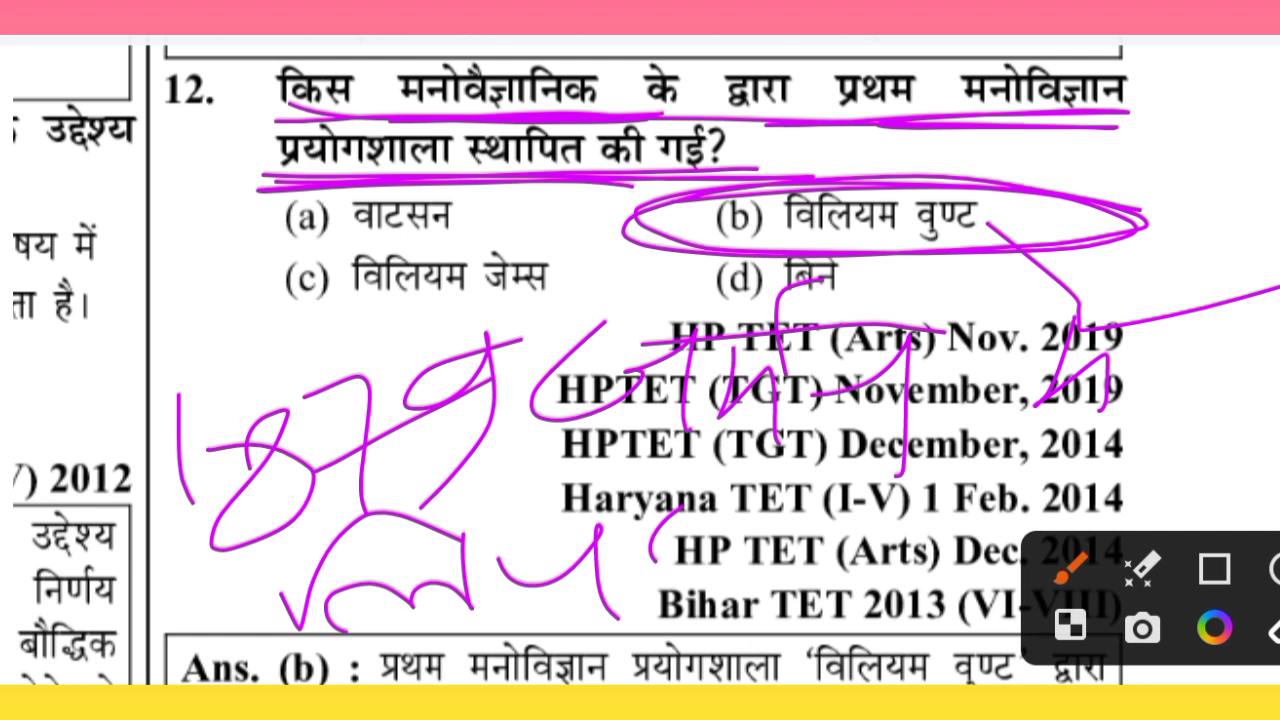 12. किस मनोवैज्ञानिक के द्वारा प्रथम मनोविज्ञान
उद्देश्य
प्रयोगशाला स्थापित की गई?
(a) वाटसन (b) विलियम वुण्ट
षय में
(c) विलियम जेम्स (d) बिने
ता है।
HP TET (Arts) Nov. 2019
HPTET (TGT) November, 2019
1879
HPTET (TGT) December, 2014
) 2012
Haryana TET (I-V) 1 Feb. 2014
उद्देश्य
HP TET (Arts) Dec. 2014
निर्णय
Bihar TET 2013 (VI-VIII)
बौद्धिक
Ans. (b) : प्रथम मनोविज्ञान प्रयोगशाला ‘विलियम वुण्ट’ द्वारा